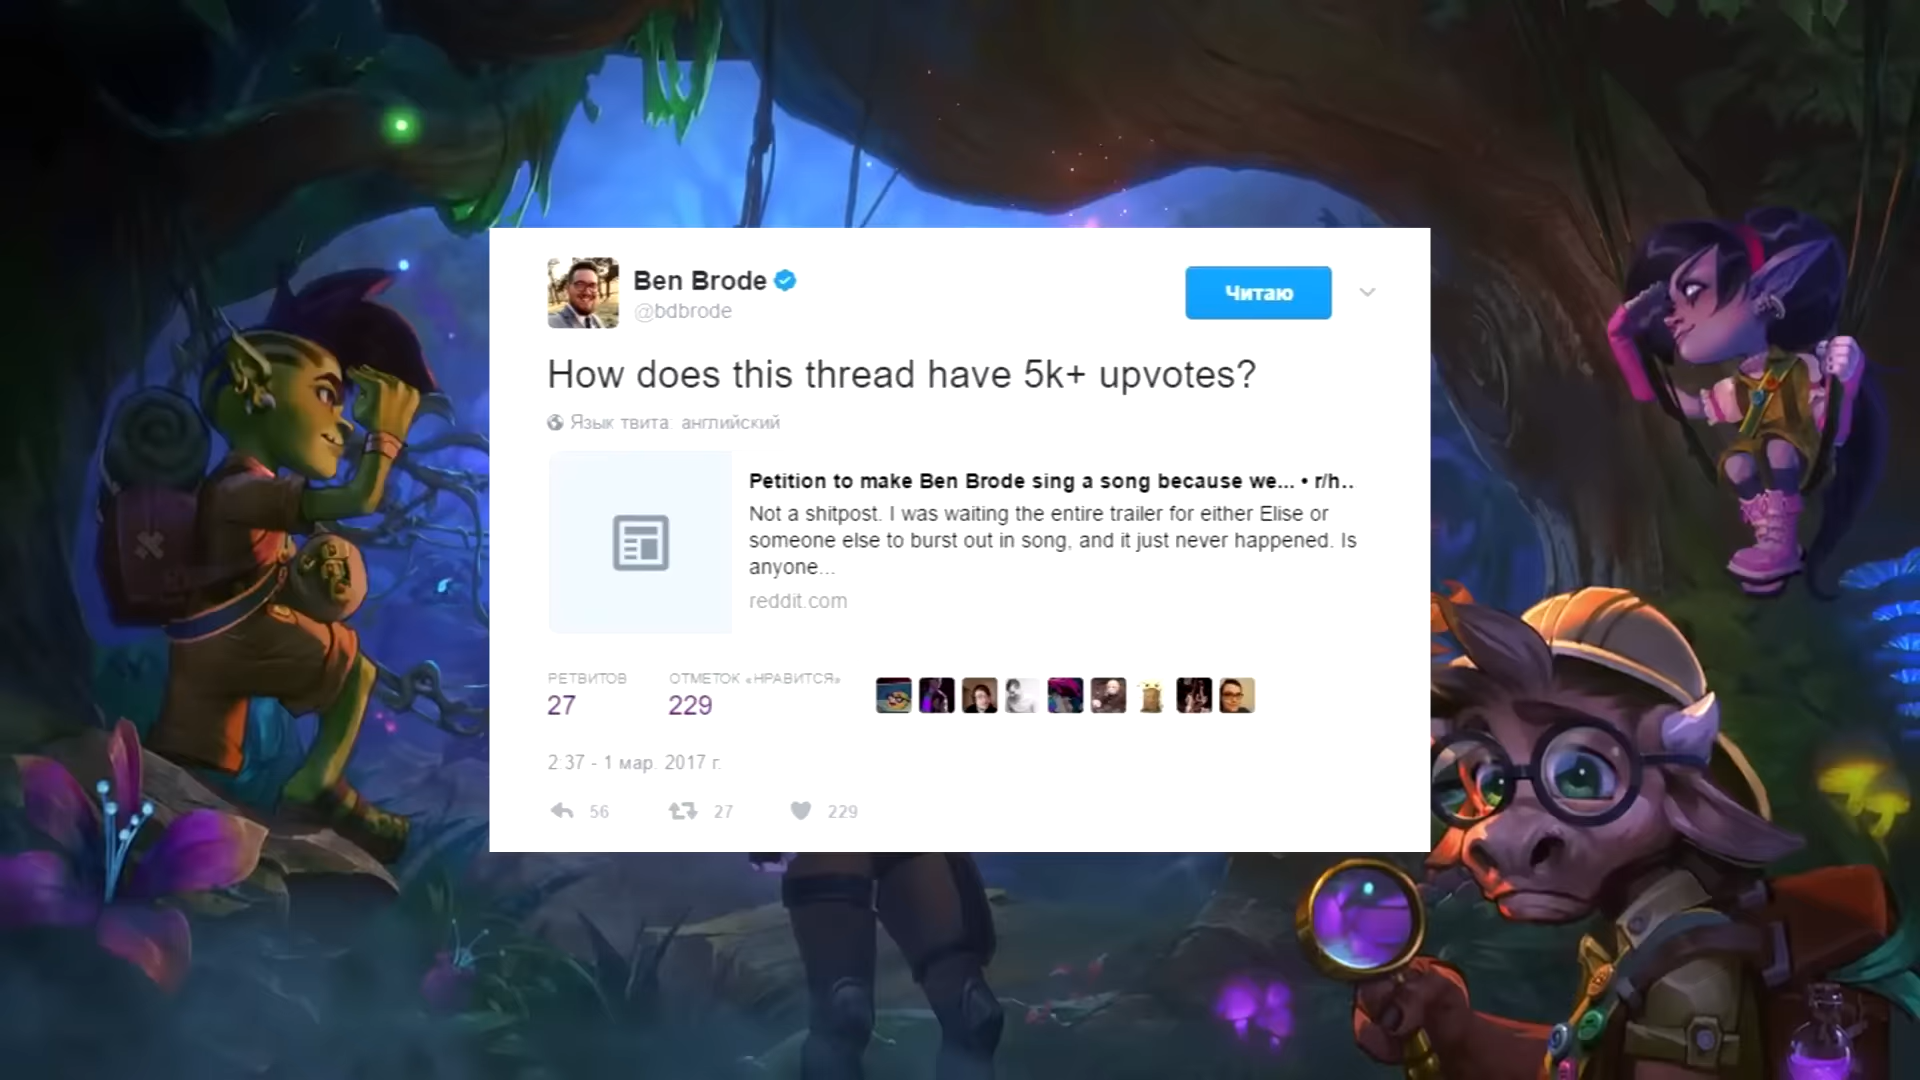 Ben Brode
@bdbrode
Читаю
How does this thread have 5k+ upvotes?
Язык твита: английский
Petition to make Ben Brode sing a song because we... • r/h..
Not a shitpost. I was waiting the entire trailer for either Elise or
someone else to burst out in song, and it just never happened. Is
anyone...
reddit.com
РЕТВИТОВ
27
ОТМЕТОК «НРАВИТСЯ»
229
2:37 - 1 мар. 2017 г.
56
27
229